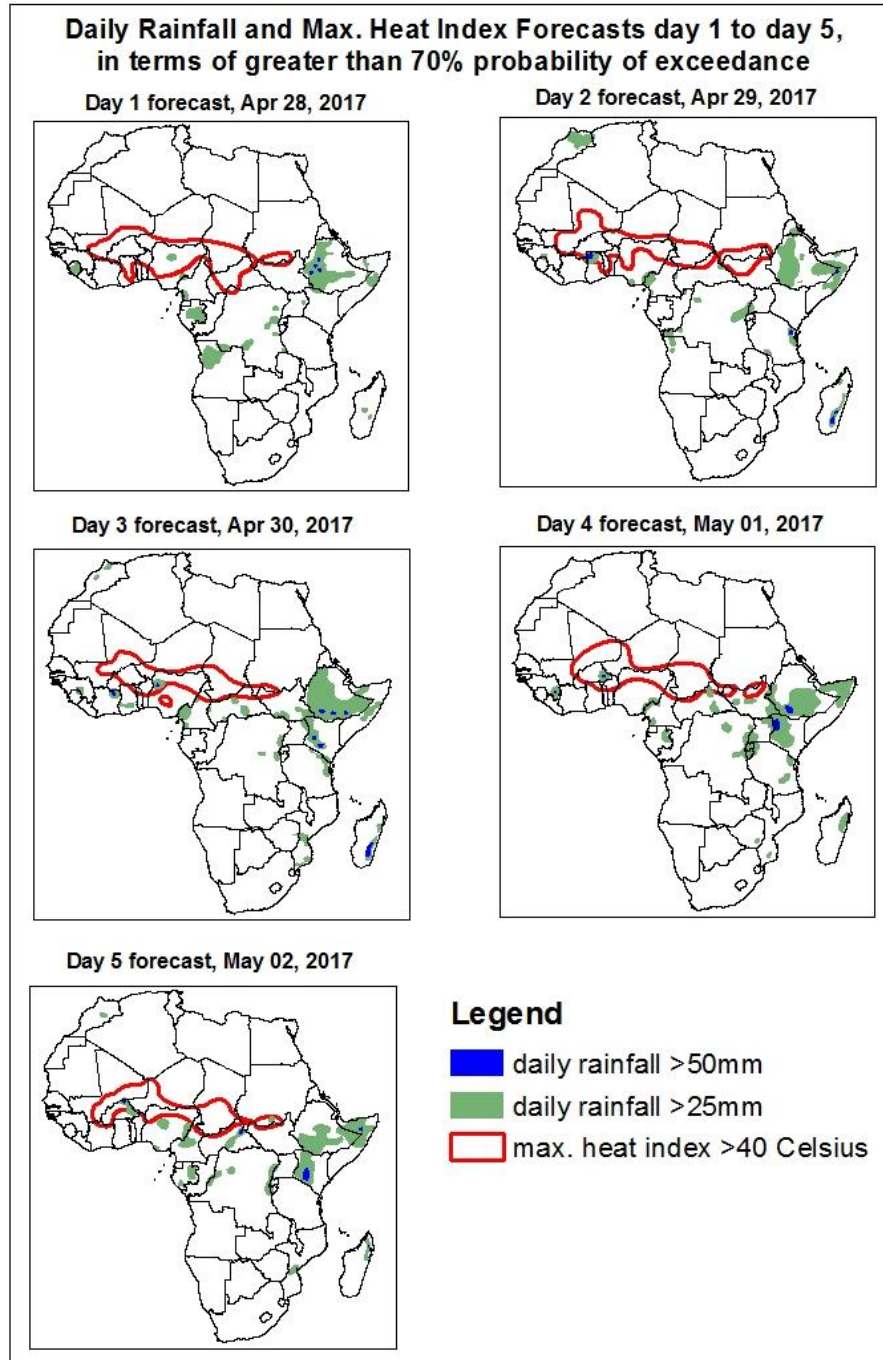 Daily Rainfall and Max. Heat Index Forecasts day 1 to day 5,
in terms of greater than 70% probability of exceedance
Day 1 forecast, Apr 28, 2017
Day 2 forecast, Apr 29, 2017
Day 3 forecast, Apr 30, 2017
Day 4 forecast, May 01, 2017
Day 5 forecast, May 02, 2017
Legend
daily rainfall >50mm
daily rainfall >25mm
max. heat index >40 Celsius